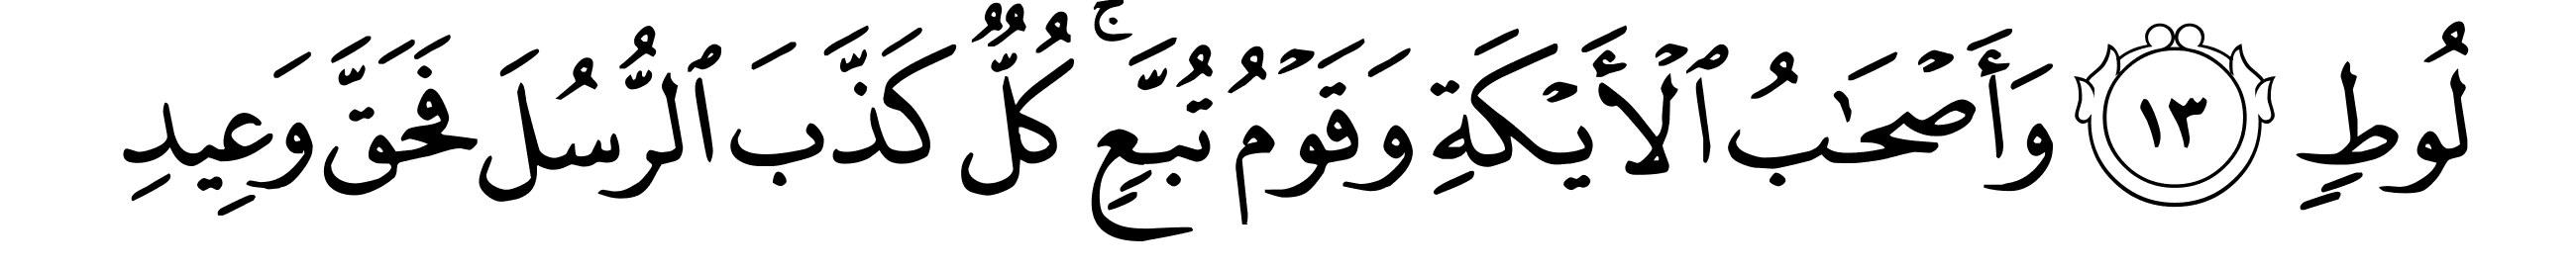 لُوطٍ ١٣ وَأَصْحَـٰبُ ٱلْأَيْكَةِ وَقَوْمُ تُبَّعٍ ۚ كُلٌّ كَذَّبَ ٱلرُّسُلَ فَحَقَّ وَعِيدِ